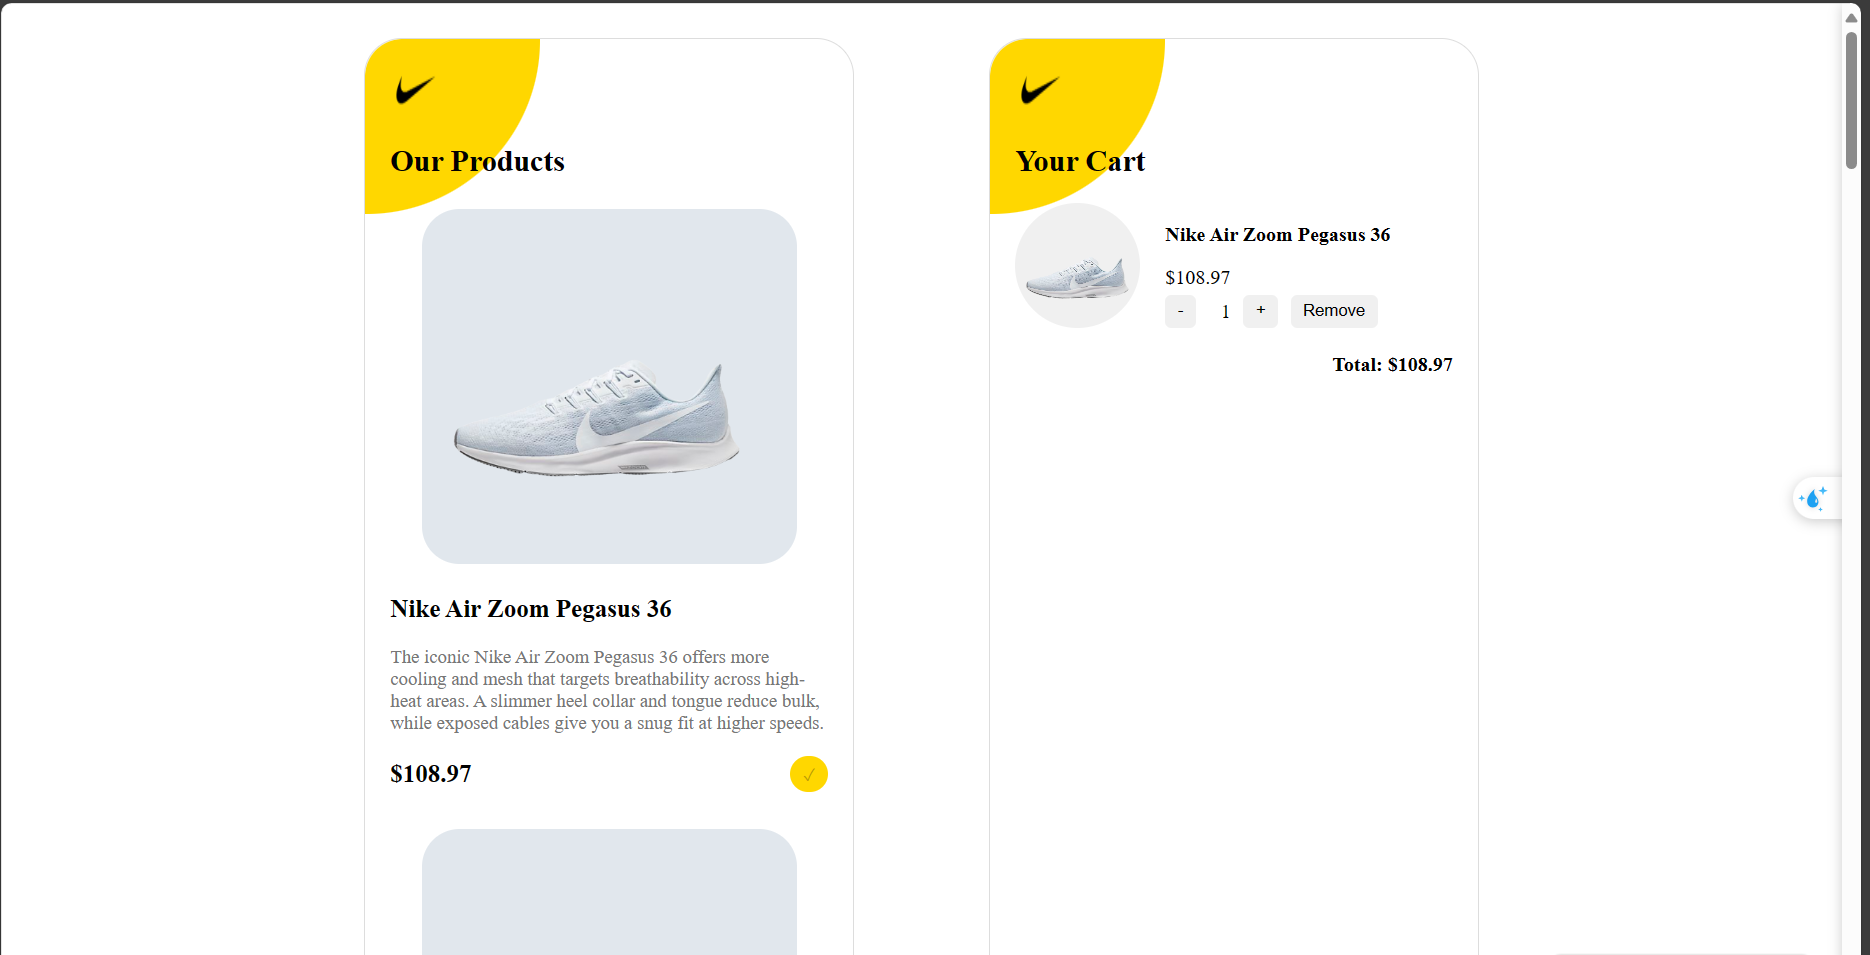 Our Products
Nike Air Zoom Pegasus 36
The iconic Nike Air Zoom Pegasus 36 offers more
cooling and mesh that targets breathability across high-
heat areas. A slimmer heel collar and tongue reduce bulk,
while exposed cables give you a snug fit at higher speeds.
$108.97
✓
Your Cart
Nike Air Zoom Pegasus 36
$108.97
- 1 + Remove
Total: $108.97